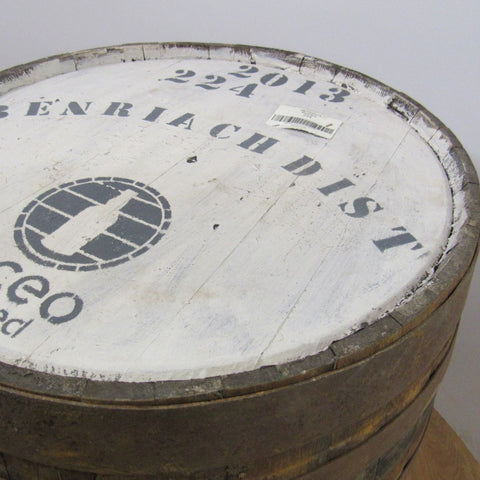 2013
224
BENRIACH DIST
ceo
ed